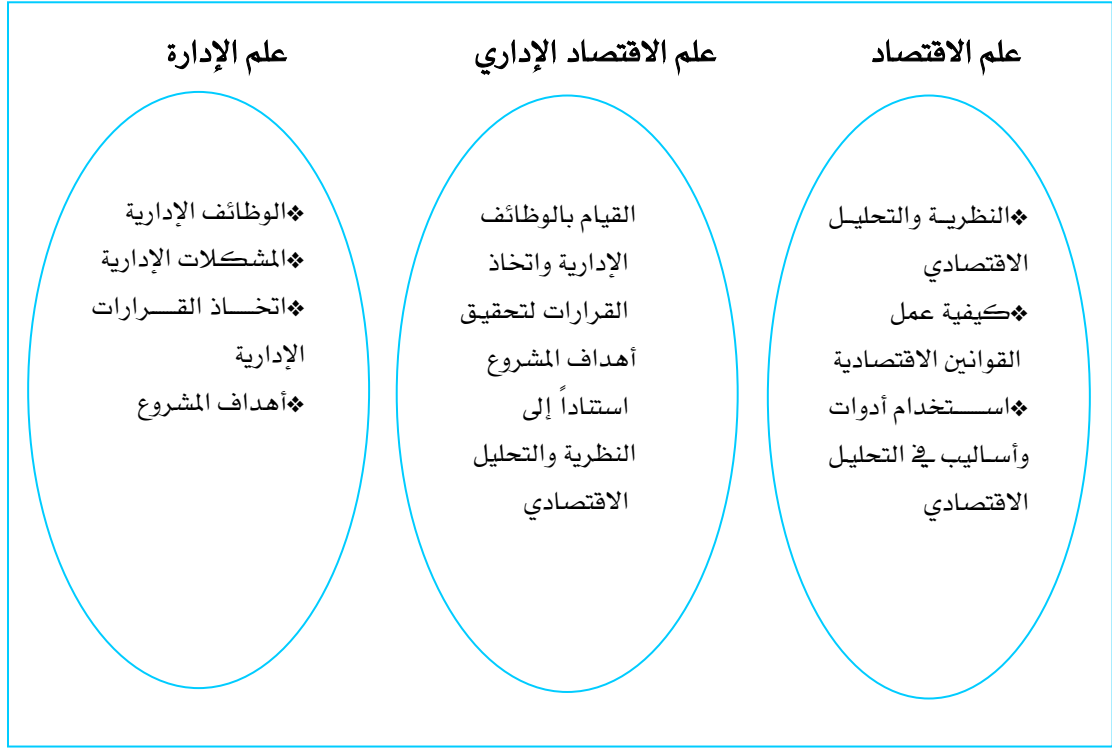 علم الاقتصاد
❖النظرية والتحليل
الاقتصادي
❖كيفية عمل
القوانين الاقتصادية
❖استخدام أدوات
وأساليب في التحليل
الاقتصادي
علم الاقتصاد الإداري
القيام بالوظائف
الإدارية واتخاذ
القرارات لتحقيق
أهداف المشروع
استناداً إلى
النظرية والتحليل
الاقتصادي
علم الإدارة
❖الوظائف الإدارية
❖المشكلات الإدارية
❖اتخاذ القرارات
الإدارية
❖أهداف المشروع